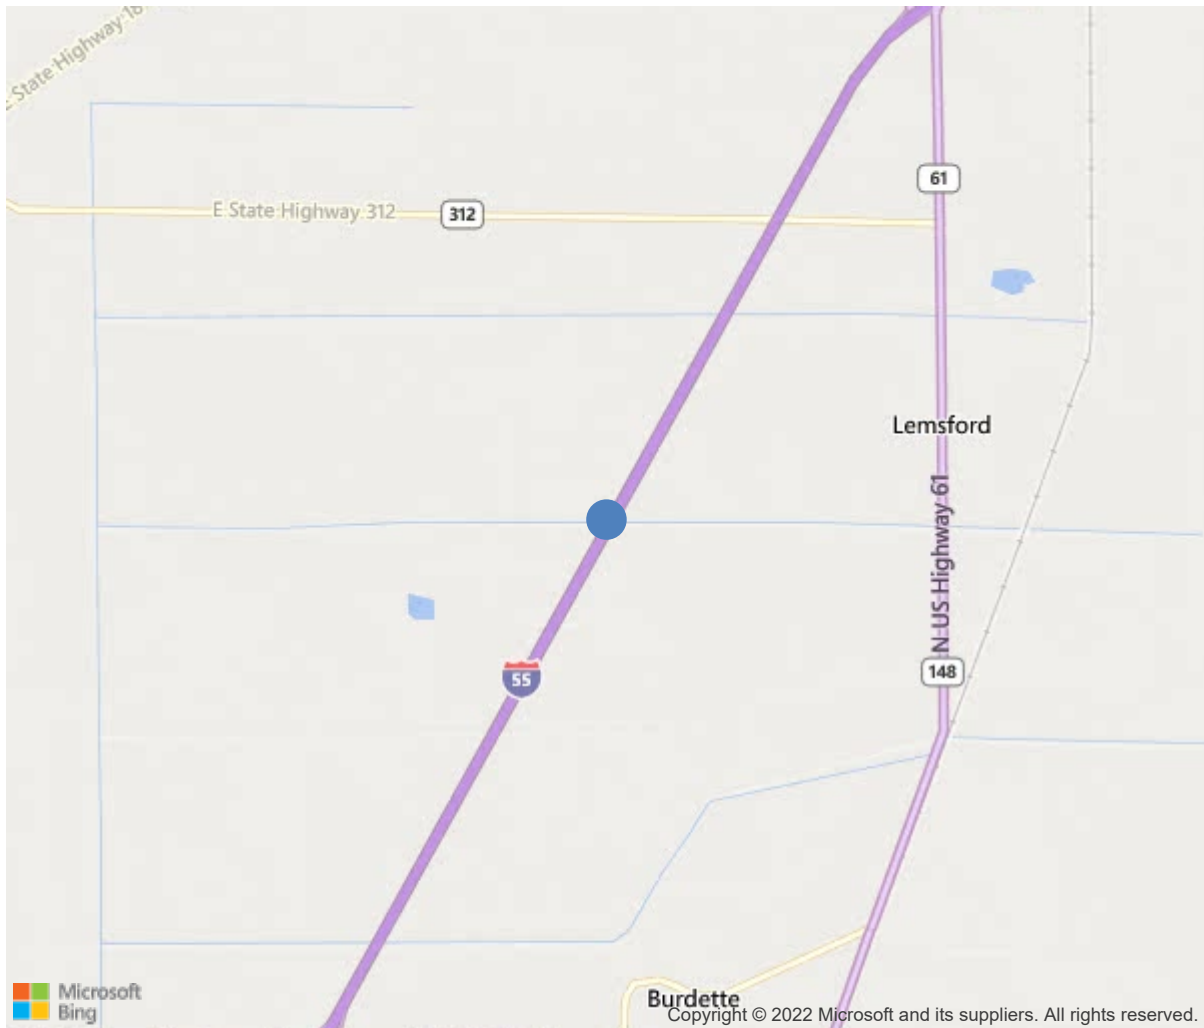 E State Highway 18
61
E State Highway 312
312
Lemsford
N US Highway 61
55
148
Burdette
Microsoft
Bing
Copyright © 2022 Microsoft and its suppliers. All rights reserved.